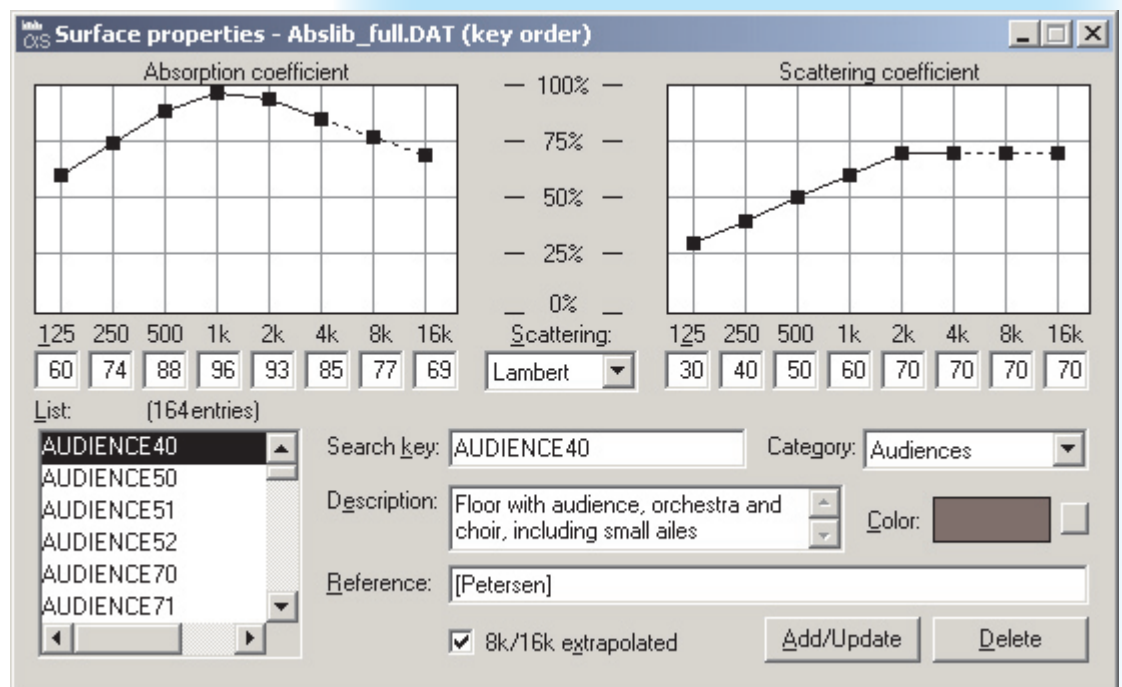 Surface properties - Abslib_full.DAT (key order)
Absorption coefficient
Scattering coefficient
100%
75%
50%
25%
0%
125 250 500 1k 2k 4k 8k 16k
Scattering:
125 250 500 1k 2k 4k 8k 16k
60 74 88 96 93 85 77 69
Lambert
30 40 50 60 70 70 70 70
List: (164 entries)
AUDIENCE40
AUDIENCE50
AUDIENCE51
AUDIENCE52
AUDIENCE70
AUDIENCE71
Search key: AUDIENCE40
Category: Audiences
Description: Floor with audience, orchestra and
choir, including small ailes
Color:
Reference: [Petersen]
8k/16k extrapolated
Add/Update
Delete